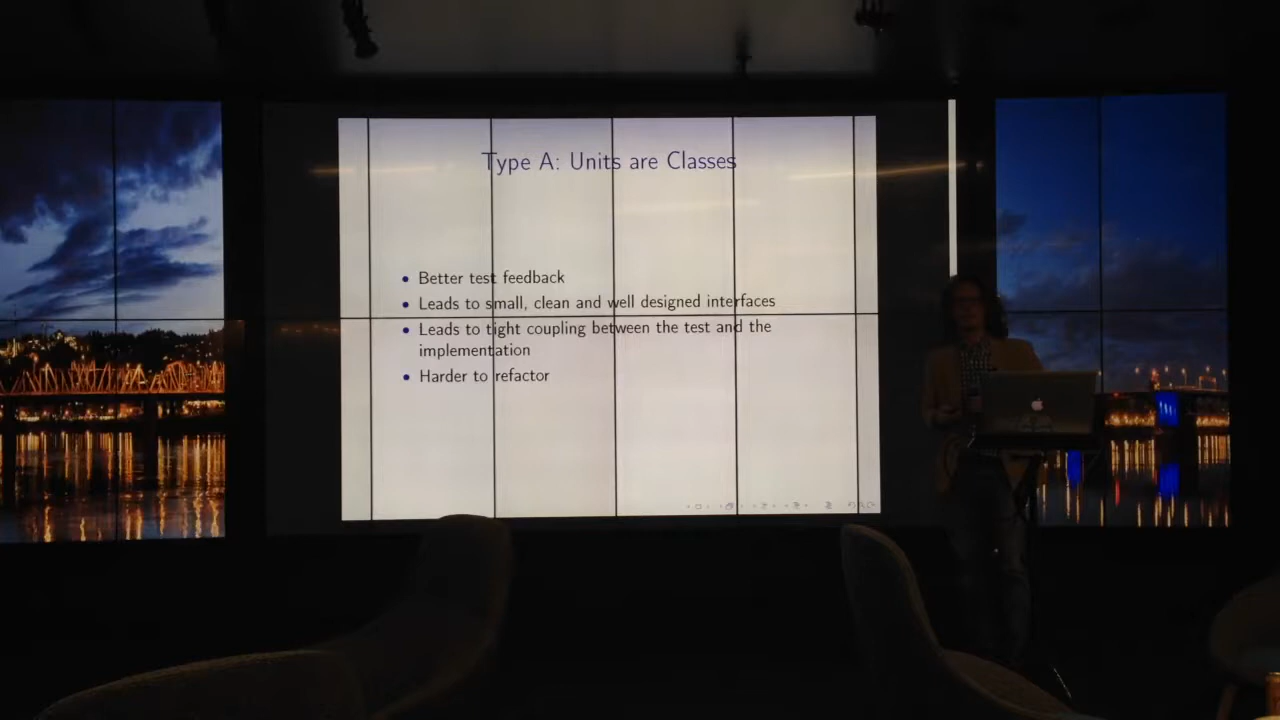 Type A: Units are Classes
Better test feedback
Leads to small, clean and well designed interfaces
Leads to tight coupling between the test and the
implementation
Harder to refactor